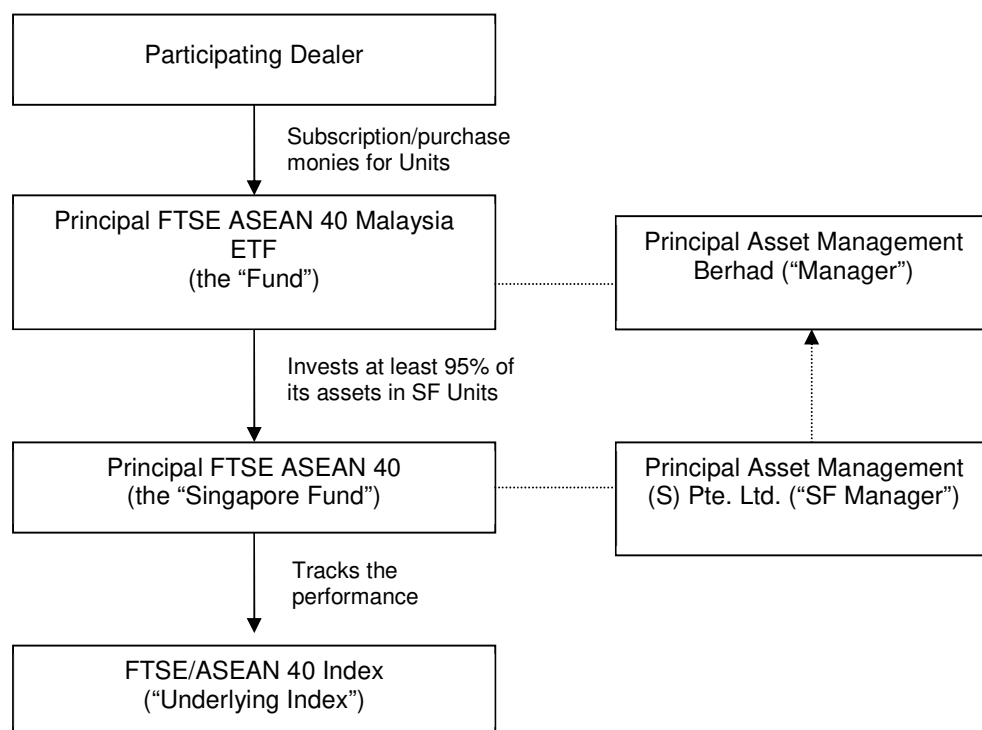 Participating Dealer
Subscription/purchase
monies for Units
Principal FTSE ASEAN 40 Malaysia
ETF
(the “Fund”)
Principal Asset Management
Berhad (“Manager”)
Invests at least 95% of
its assets in SF Units
Principal FTSE ASEAN 40
(the “Singapore Fund”)
Principal Asset Management
(S) Pte. Ltd. (“SF Manager”)
Tracks the
performance
FTSE/ASEAN 40 Index
(“Underlying Index”)